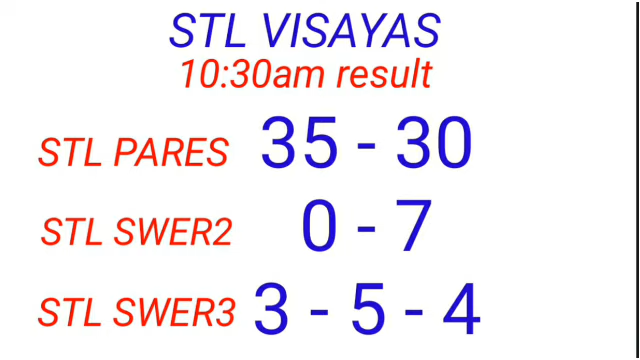 STL VISAYAS
10:30am result
STL PARES 35 - 30
STL SWER2 0 - 7
STL SWER3 3 - 5 - 4